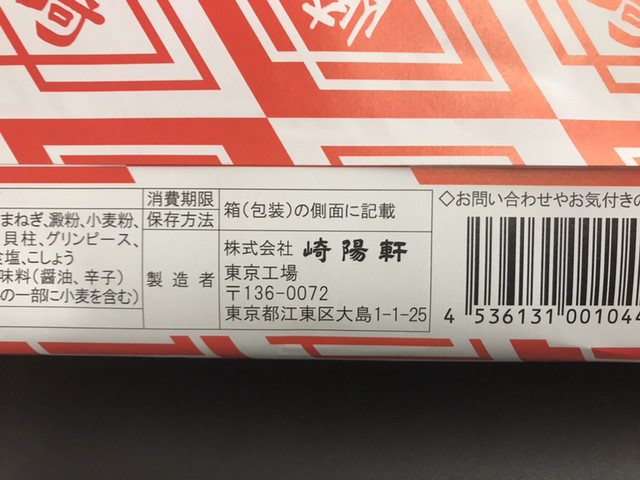 まねぎ、澱粉、小麦粉、
貝柱、グリンピース、
塩、こしょう
味料(醤油、辛子)
の一部に小麦を含む)
消費期限
保存方法
箱(包装)の側面に記載
製造者
株式会社 崎陽軒
東京工場
〒136-0072
東京都江東区大島1-1-25
◇お問い合わせやお気付きの
4 536131 001044